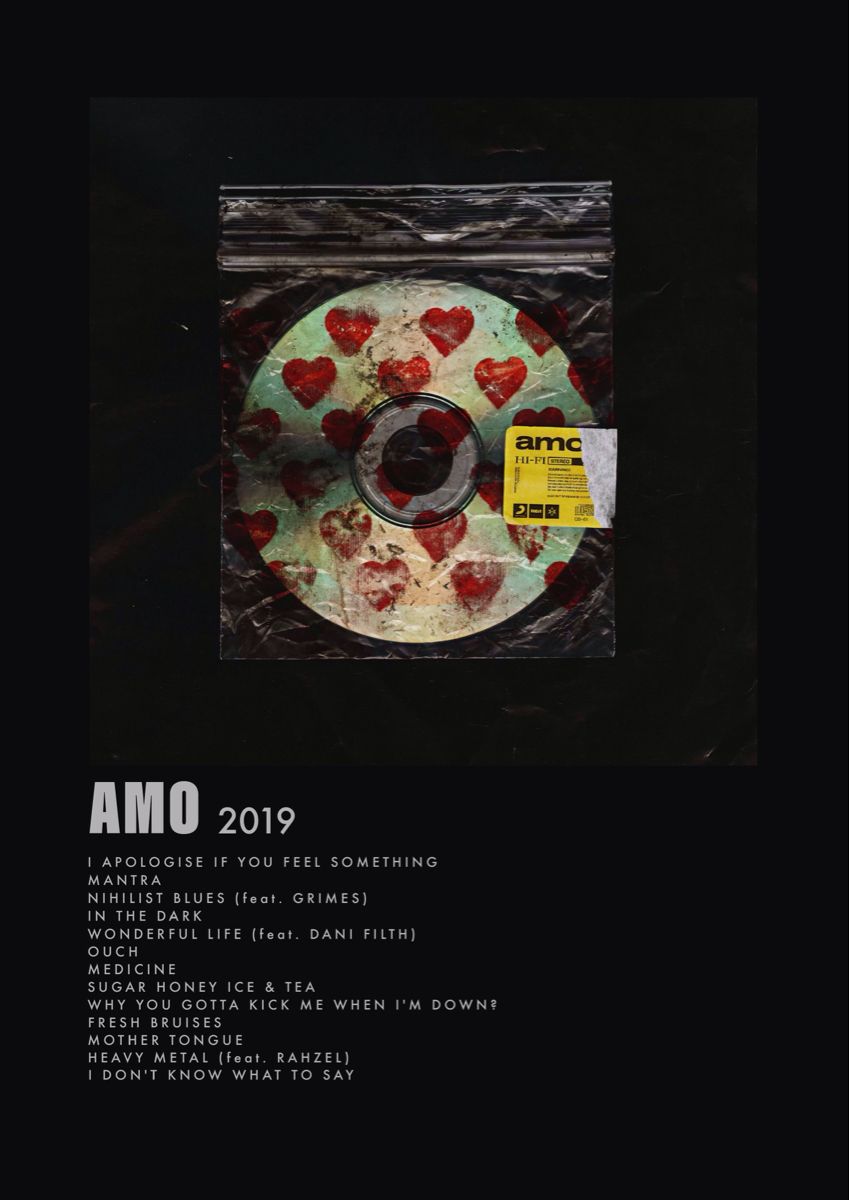 amo
HI-FI STEREO
AMO 2019
I APOLOGISE IF YOU FEEL SOMETHING
MANTRA
NIHILIST BLUES (feat. GRIMES)
IN THE DARK
WONDERFUL LIFE (feat. DANI FILTH)
OUCH
MEDICINE
SUGAR HONEY ICE & TEA
WHY YOU GOTTA KICK ME WHEN I'M DOWN?
FRESH BRUISES
MOTHER TONGUE
HEAVY METAL (feat. RAHZEL)
I DON'T KNOW WHAT TO SAY